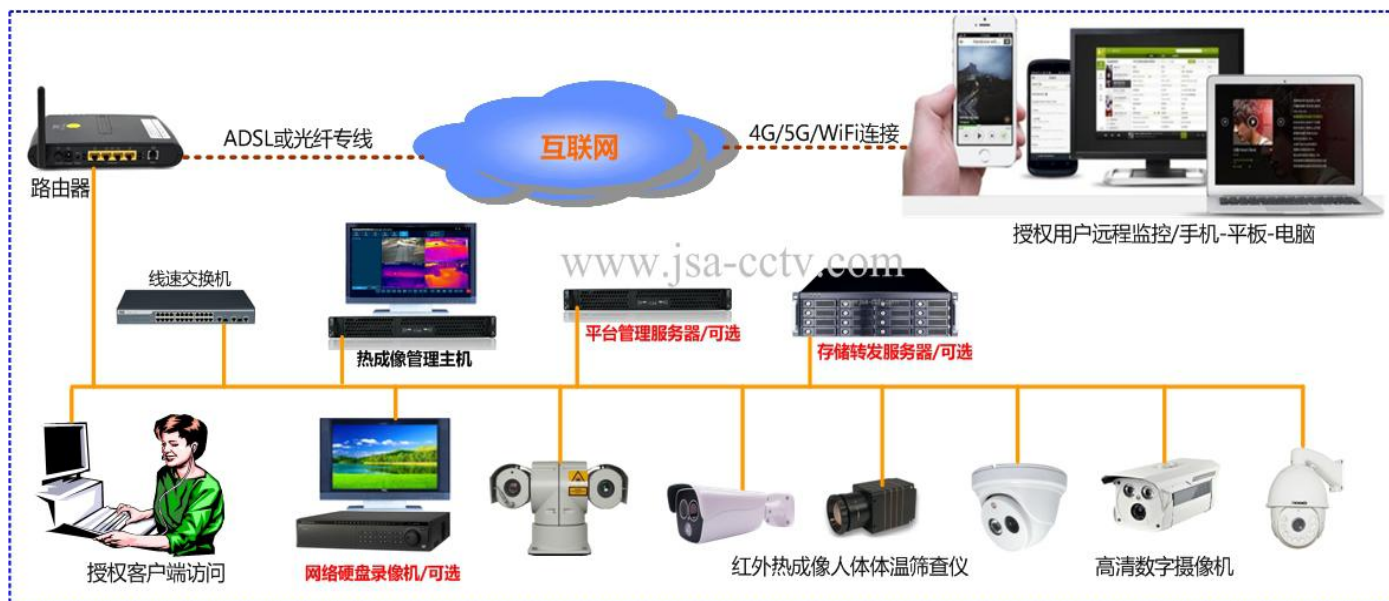 ADSL或光纤专线
互联网
4G/5G/WiFi连接
路由器
授权用户远程监控/手机-平板-电脑
www.jsa-cctv.com
线速交换机
热成像管理主机
平台管理服务器/可选
存储转发服务器/可选
授权客户端访问
网络硬盘录像机/可选
红外热成像人体体温筛查仪
高清数字摄像机